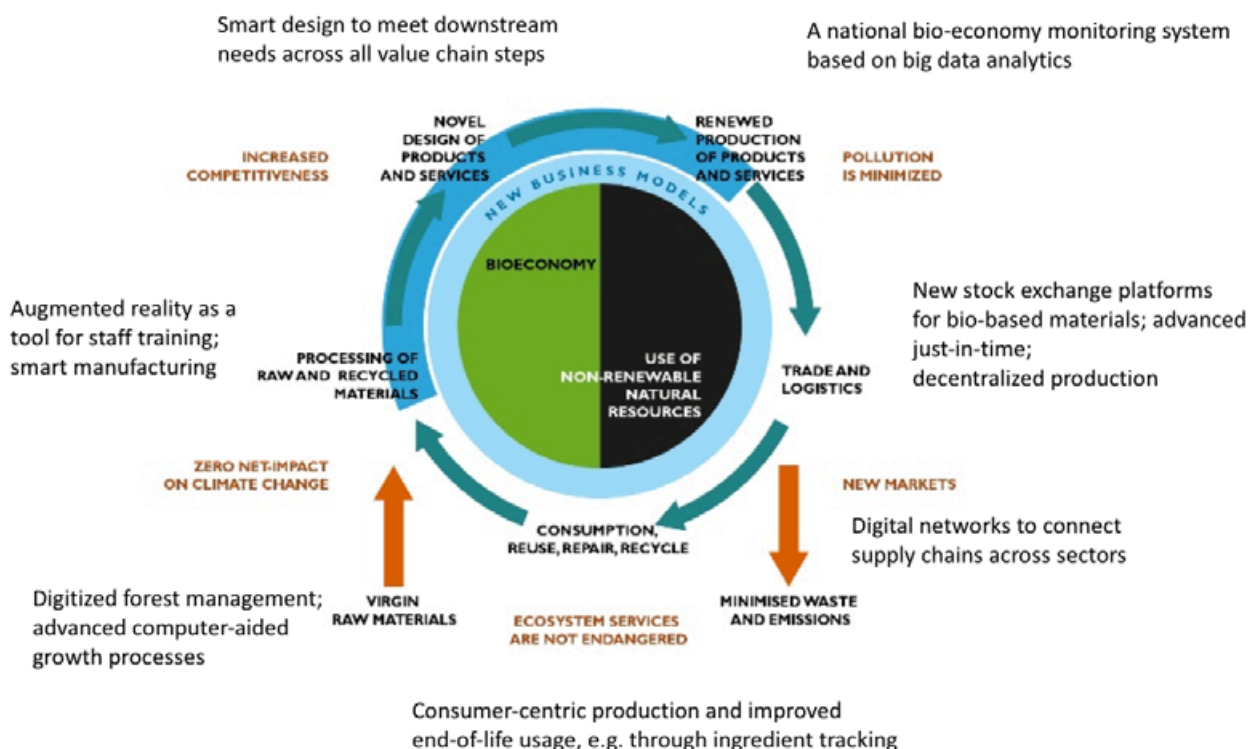 Smart design to meet downstream
needs across all value chain steps
A national bio-economy monitoring system
based on big data analytics
NOVEL
DESIGN OF
PRODUCTS
AND SERVICES
RENEWED
PRODUCTION
OF PRODUCTS
AND SERVICES
INCREASED
COMPETITIVENESS
POLLUTION
IS MINIMIZED
NEW BUSINESS MODELS
BIOECONOMY
USE OF
NON-RENEWABLE
NATURAL
RESOURCES
Augmented reality as a
tool for staff training;
smart manufacturing
PROCESSING OF
RAW AND RECYCLED
MATERIALS
TRADE AND
LOGISTICS
New stock exchange platforms
for bio-based materials; advanced
just-in-time;
decentralized production
ZERO NET-IMPACT
ON CLIMATE CHANGE
NEW MARKETS
Digital networks to connect
supply chains across sectors
CONSUMPTION,
REUSE, REPAIR, RECYCLE
Digitized forest management;
advanced computer-aided
growth processes
VIRGIN
RAW MATERIALS
ECOSYSTEM SERVICES
ARE NOT ENDANGERED
MINIMISED WASTE
AND EMISSIONS
Consumer-centric production and improved
end-of-life usage, e.g. through ingredient tracking